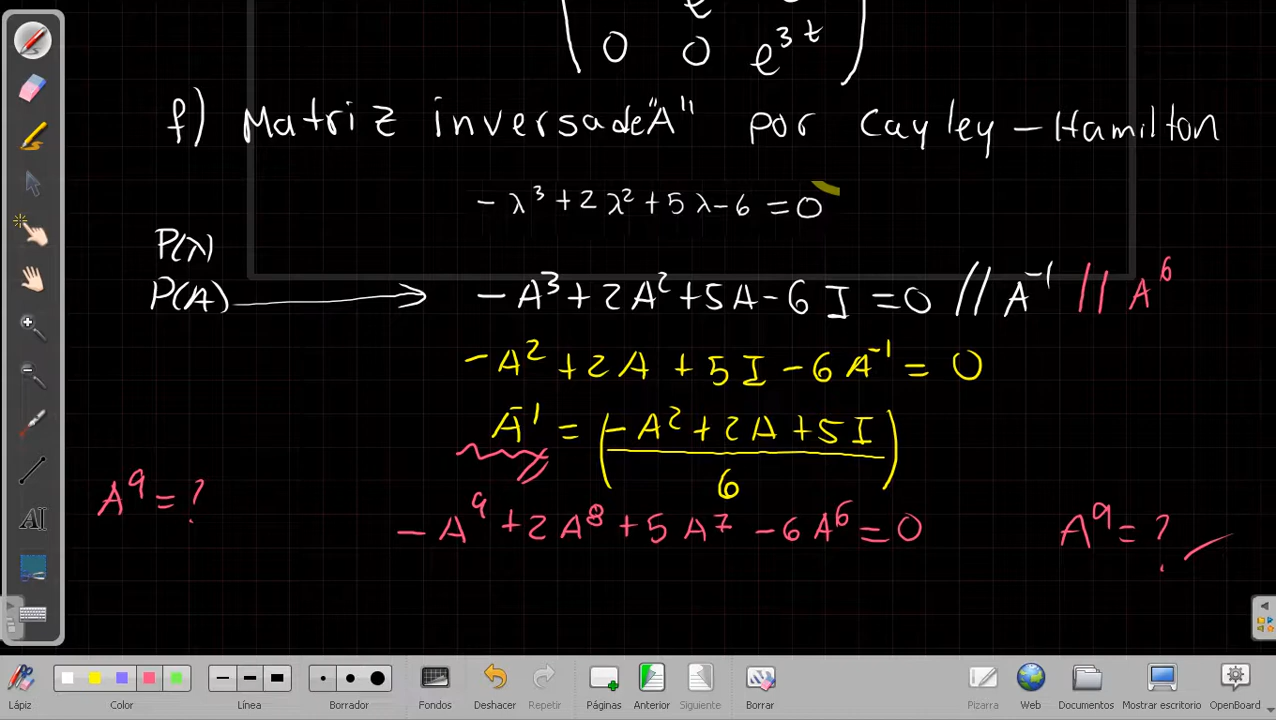 e
0 0 e^{3t}
f) Matriz inversa de "A" por Cayley - Hamilton
-λ³ + 2λ² + 5λ - 6 = 0
P(λ)
P(A) → -A³ + 2A² + 5A - 6I = 0 // A⁻¹ // A⁶
-A² + 2A + 5I - 6A⁻¹ = 0
A⁻¹ = (-A² + 2A + 5I)/6
A⁹ = ?
-A⁹ + 2A⁸ + 5A⁷ - 6A⁶ = 0 A⁹ = ?
Lápiz Color Línea Borrador Fondos Deshacer Repetir Páginas Anterior Siguiente Borrar Pizarra Web Documentos Mostrar escritorio OpenBoard